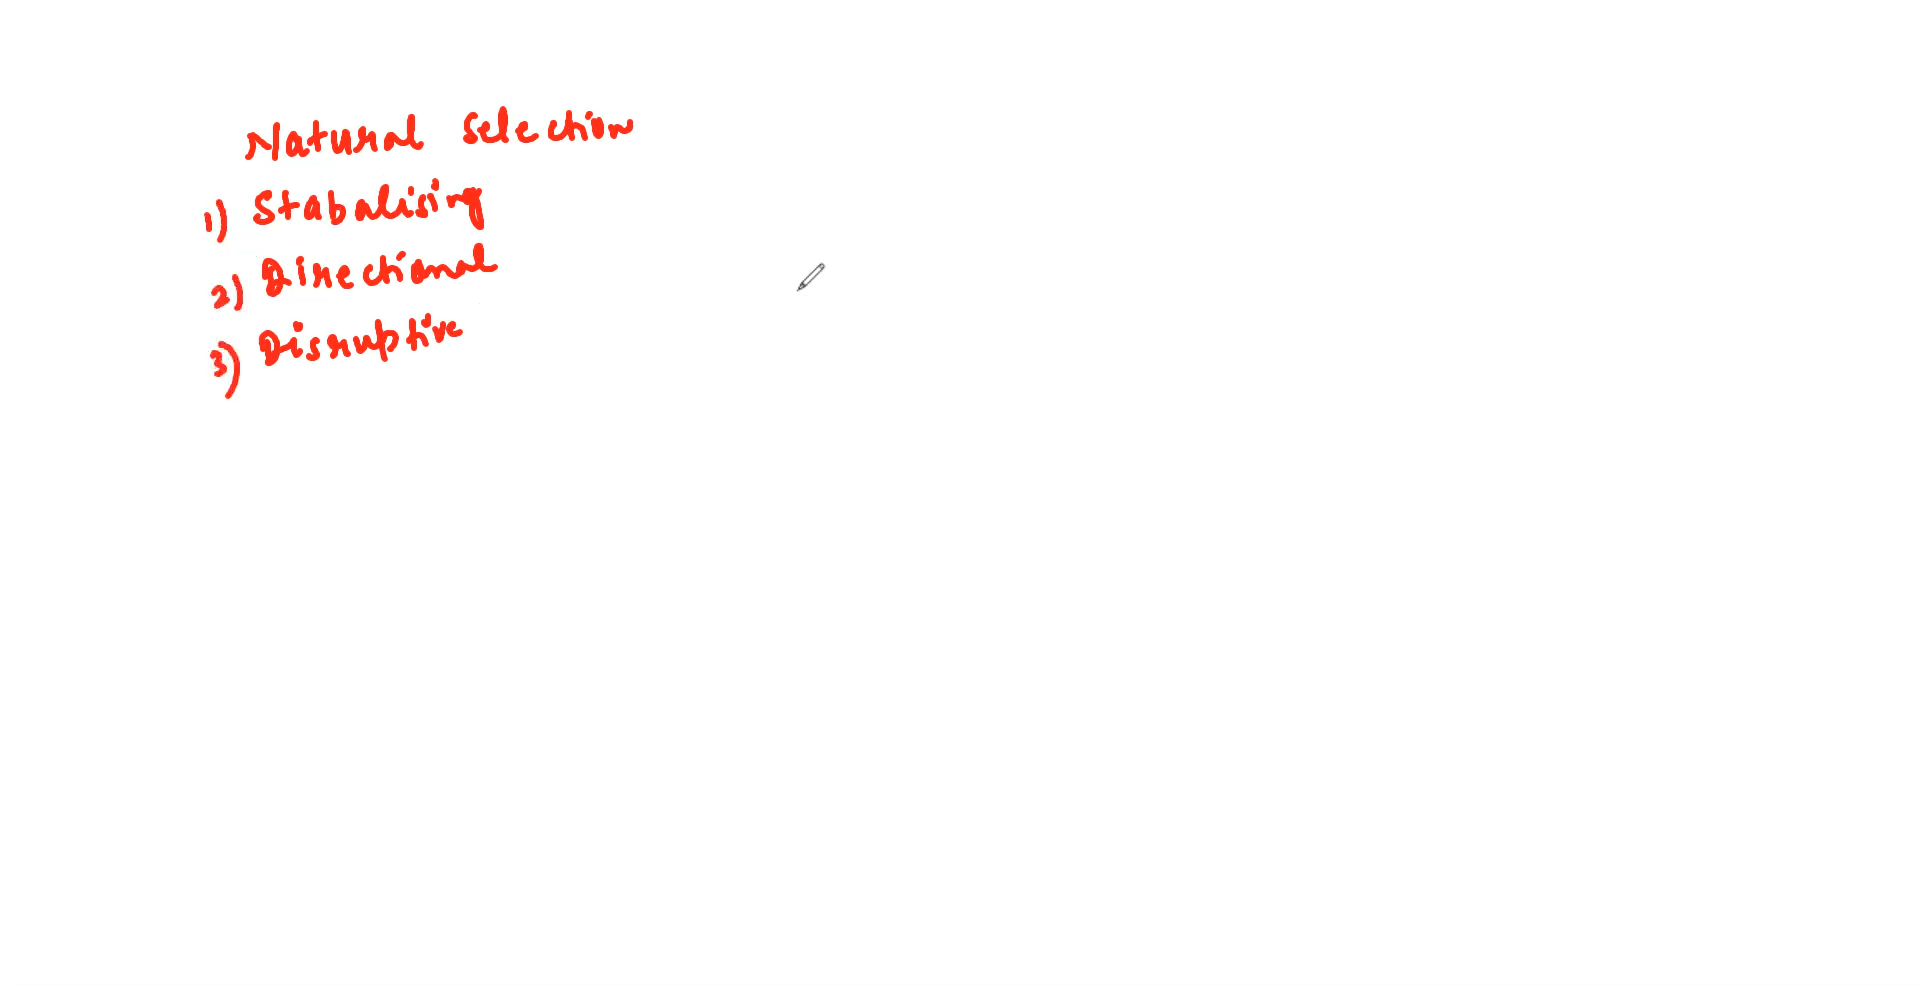 Natural Selection
1) Stabalising
2) Directional
3) Disruptive